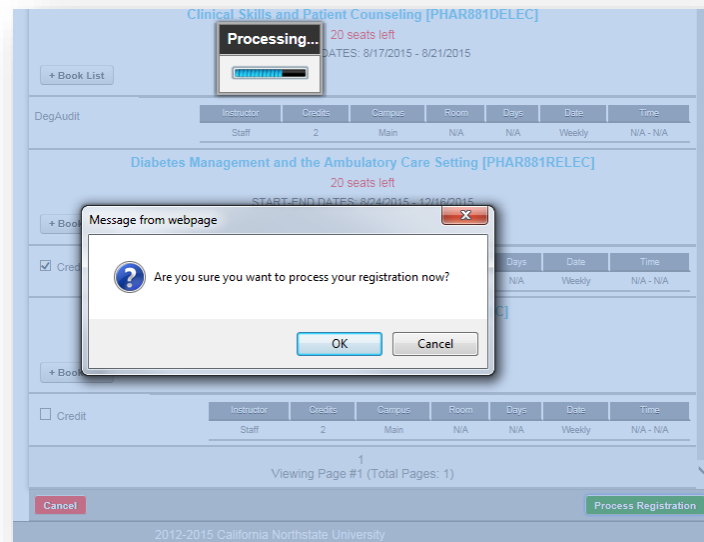 Clinical Skills and Patient Counseling [PHAR881DELEC]
Processing...
20 seats left
DATES: 8/17/2015 - 8/21/2015
+ Book List
DegAudit
Instructor Credits Campus Room Days Date Time
Staff 2 Main N/A N/A Weekly N/A - N/A
Diabetes Management and the Ambulatory Care Setting [PHAR881RELEC]
20 seats left
START-END DATES: 8/24/2015 - 12/16/2015
+ Book
Message from webpage
Cred
Days Date Time
N/A Weekly N/A - N/A
Are you sure you want to process your registration now?
C]
OK Cancel
+ Boo
Credit
Instructor Credits Campus Room Days Date Time
Staff 2 Main N/A N/A Weekly N/A - N/A
1
Viewing Page #1 (Total Pages: 1)
Cancel
Process Registration
2012-2015 California Northstate University